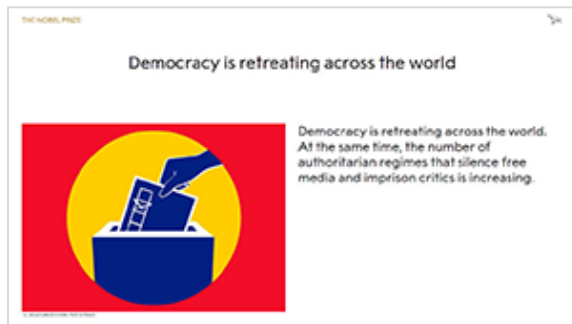 THE NOBEL PRIZE
Democracy is retreating across the world
Democracy is retreating across the world.
At the same time, the number of
authoritarian regimes that silence free
media and imprison critics is increasing.